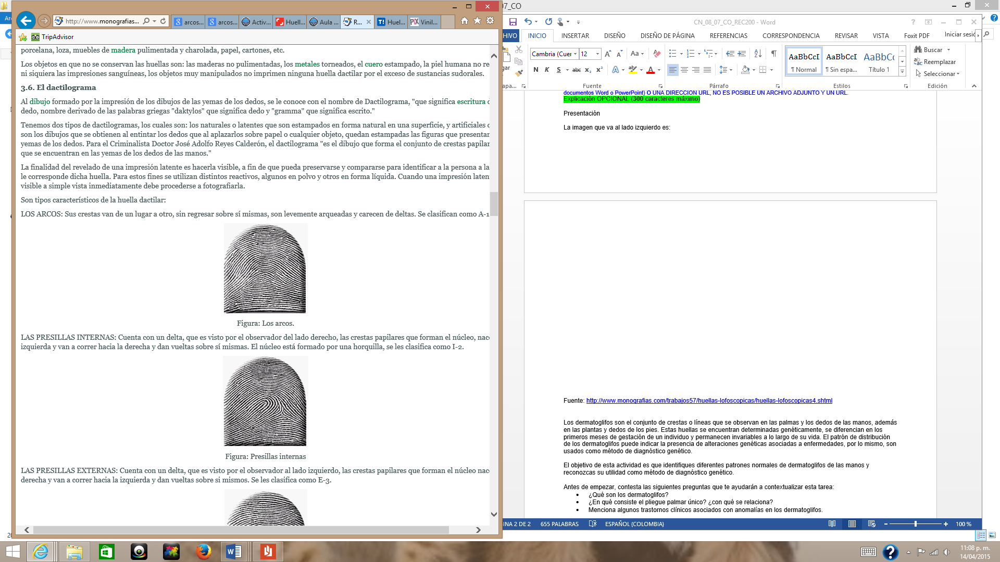 07_CO
http://www.monografias...
arcos...
arcos...
Activ...
Huell...
Aula ...
R...
Huel...
Vinil...
TripAdvisor
porcelana, loza, muebles de madera pulimentada y charolada, papel, cartones, etc.
Los objetos en que no se conservan las huellas son: las maderas no pulimentadas, los metales torneados, el cuero estampado, la piel humana no re
ni siquiera las impresiones sanguíneas, los objetos muy manipulados no imprimen ninguna huella dactilar por el exceso de sustancias sudorales.
3.6. El dactilograma
Al dibujo formado por la impresión de los dibujos de las yemas de los dedos, se le conoce con el nombre de Dactilograma, "que significa escritura
dedo, nombre derivado de las palabras griegas "daktylos" que significa dedo y "gramma" que significa escrito."
Tenemos dos tipos de dactilogramas, los cuales son: los naturales o latentes que son estampados en forma natural en una superficie, y artificiales
son los dibujos que se obtienen al entintar los dedos que al aplazarlos sobre papel o cualquier objeto, quedan estampadas las figuras que presentar
yemas de los dedos. Para el Criminalista Doctor José Adolfo Reyes Calderón, el dactilograma "es el dibujo que forma el conjunto de crestas papilar
que se encuentran en las yemas de los dedos de las manos."
La finalidad del revelado de una impresión latente es hacerla visible, a fin de que pueda preservarse y compararse para identificar a la persona a la
le corresponde dicha huella. Para estos fines se utilizan distintos reactivos, algunos en polvo y otros en forma líquida. Cuando una impresión laten
visible a simple vista inmediatamente debe procederse a fotografiarla.
Son tipos característicos de la huella dactilar:
LOS ARCOS: Sus crestas van de un lugar a otro, sin regresar sobre sí mismas, son levemente arqueadas y carecen de deltas. Se clasifican como A-1
Figura: Los arcos.
LAS PRESILLAS INTERNAS: Cuenta con un delta, que es visto por el observador del lado derecho, las crestas papilares que forman el núcleo, nac
izquierda y van a correr hacia la derecha y dan vueltas sobre sí mismas. El núcleo está formado por una horquilla, se les clasifica como I-2.
Figura: Presillas internas
LAS PRESILLAS EXTERNAS: Cuenta con un delta, que es visto por el observador al lado izquierdo, las crestas papilares que forman el núcleo nac
derecha y van a correr hacia la izquierda y dan vueltas sobre si mismos. Se les clasifica como E-3.
CN_08_07_CO_REC200 - Word
HIVO INICIO INSERTAR DISEÑO DISEÑO DE PÁGINA REFERENCIAS CORRESPONDENCIA REVISAR VISTA Foxit PDF Iniciar sesic
Cambria (Cuer 12
N K S abc x₂ x²
Fuente
Párrafo
AaBbCcI AaBbCcI AaBbCc
¶ Normal ¶ Sin espa... Título 1
Estilos
Buscar
Reemplazar
Seleccionar
Edición
documentos Word o PowerPoint) O UNA DIRECCION URL, NO ES POSIBLE UN ARCHIVO ADJUNTO Y UN URL.
Explicación OPCIONAL (300 caracteres máximo)
Presentación
La imagen que va al lado izquierdo es:
Fuente: http://www.monografias.com/trabajos57/huellas-lofoscopicas/huellas-lofoscopicas4.shtml
Los dermatoglifos son el conjunto de crestas o líneas que se observan en las palmas y los dedos de las manos, además
en las plantas y dedos de los pies. Estas huellas se encuentran determinadas genéticamente, se diferencian en los
primeros meses de gestación de un individuo y permanecen invariables a lo largo de su vida. El patrón de distribución
de los dermatoglifos puede indicar la presencia de alteraciones genéticas asociadas a enfermedades, por lo mismo, son
usados como método de diagnóstico genético.
El objetivo de esta actividad es que identifiques diferentes patrones normales de dermatoglifos de las manos y
reconozcas su utilidad como método de diagnóstico genético.
Antes de empezar, contesta las siguientes preguntas que te ayudarán a contextualizar esta tarea:
• ¿Qué son los dermatoglifos?
• ¿En qué consiste el pliegue palmar único? ¿con qué se relaciona?
• Menciona algunos trastornos clínicos asociados con anomalías en los dermatoglifos.
INA 2 DE 2 655 PALABRAS ESPAÑOL (COLOMBIA) 100 %
11:08 p. m.
14/04/2015